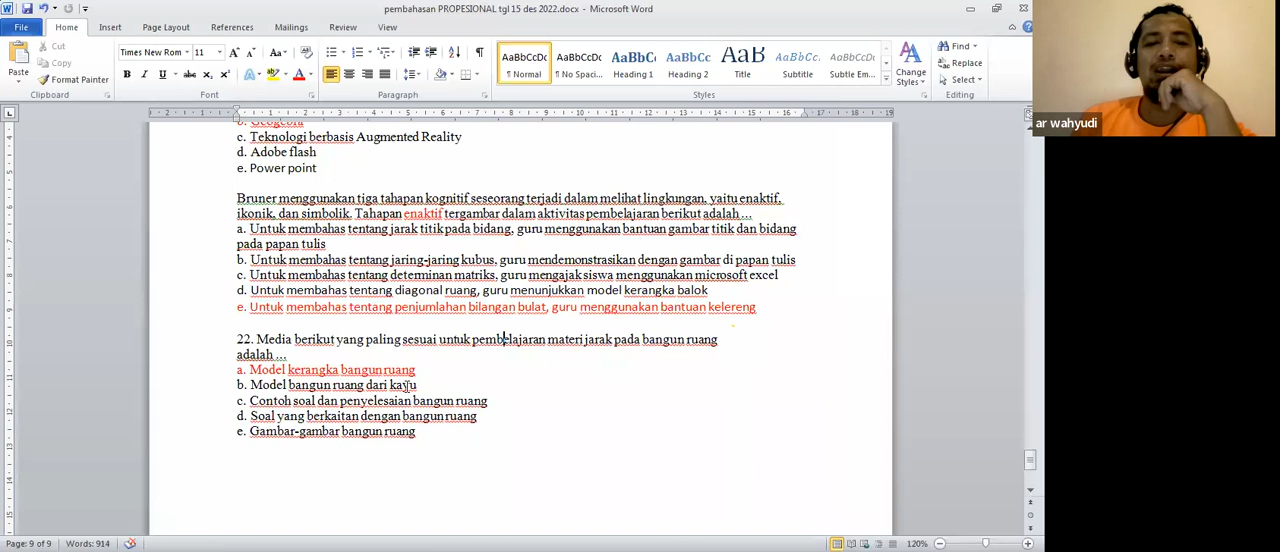 pembahasan PROPESIONAL tgl 15 des 2022.docx - Microsoft Word
File Home Insert Page Layout References Mailings Review View
Paste
Cut
Copy
Format Painter
Clipboard
Times New Rom 11
Font
Paragraph
AaBbCcDc AaBbCcDc AaBbCc AaBbCc AaB AaBbCcL AaBbCcDc
¶ Normal ¶ No Spaci... Heading 1 Heading 2 Title Subtitle Subtle Em...
Styles
Change Styles
Find
Replace
Select
Editing
ar wahyudi
b. Geogebra
c. Teknologi berbasis Augmented Reality
d. Adobe flash
e. Power point
Bruner menggunakan tiga tahapan kognitif seseorang terjadi dalam melihat lingkungan, yaitu enaktif,
ikonik, dan simbolik. Tahapan enaktif tergambar dalam aktivitas pembelajaran berikut adalah ...
a. Untuk membahas tentang jarak titik pada bidang, guru menggunakan bantuan gambar titik dan bidang
pada papan tulis
b. Untuk membahas tentang jaring-jaring kubus, guru mendemonstrasikan dengan gambar di papan tulis
c. Untuk membahas tentang determinan matriks, guru mengajak siswa menggunakan microsoft excel
d. Untuk membahas tentang diagonal ruang, guru menunjukkan model kerangka balok
e. Untuk membahas tentang penjumlahan bilangan bulat, guru menggunakan bantuan kelereng
22. Media berikut yang paling sesuai untuk pembelajaran materi jarak pada bangun ruang
adalah ...
a. Model kerangka bangun ruang
b. Model bangun ruang dari kayu
c. Contoh soal dan penyelesaian bangun ruang
d. Soal yang berkaitan dengan bangun ruang
e. Gambar-gambar bangun ruang
Page: 9 of 9 Words: 914 120%